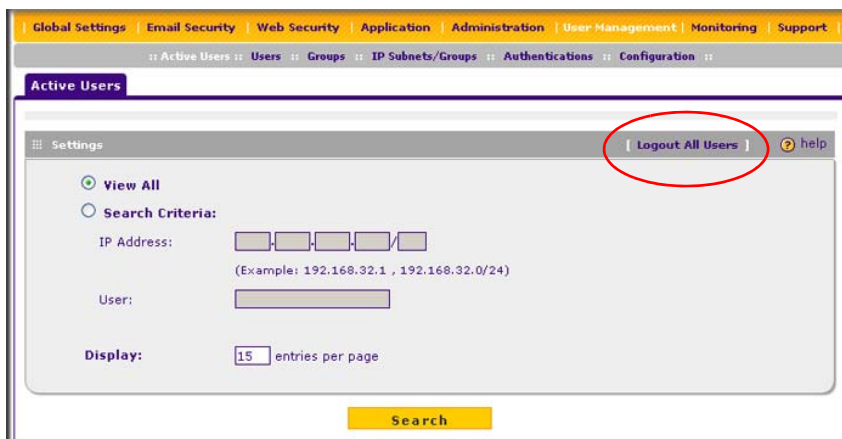 Global Settings | Email Security | Web Security | Application | Administration | User Management | Monitoring | Support
:: Active Users :: Users :: Groups :: IP Subnets/Groups :: Authentications :: Configuration ::
Active Users
Settings [ Logout All Users ] ? help
View All
Search Criteria:
IP Address: . . . /
(Example: 192.168.32.1 , 192.168.32.0/24)
User:
Display: 15 entries per page
Search